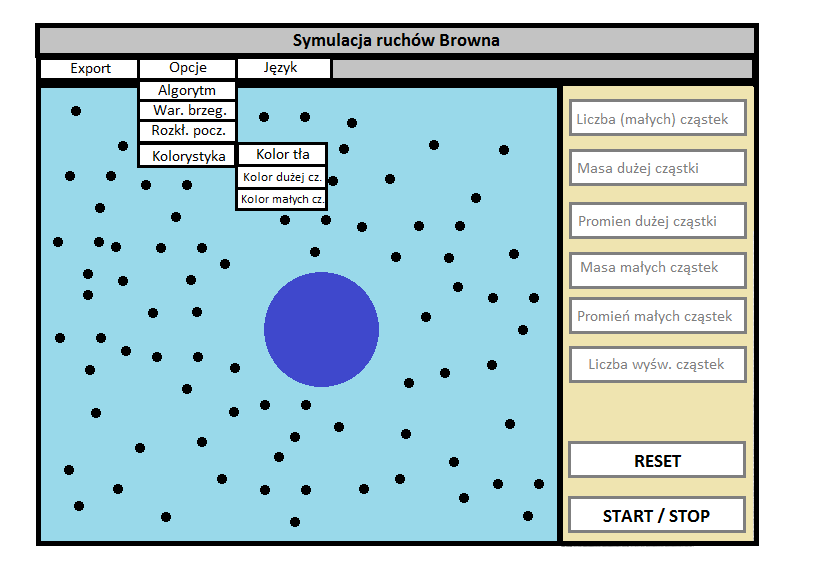 Symulacja ruchów Browna
Export
Opcje
Język
Algorytm
War. brzeg.
Rozkł. pocz.
Kolorystyka
Kolor tła
Kolor dużej cz.
Kolor małych cz.
Liczba (małych) cząstek
Masa dużej cząstki
Promien dużej cząstki
Masa małych cząstek
Promień małych cząstek
Liczba wyśw. cząstek
RESET
START / STOP